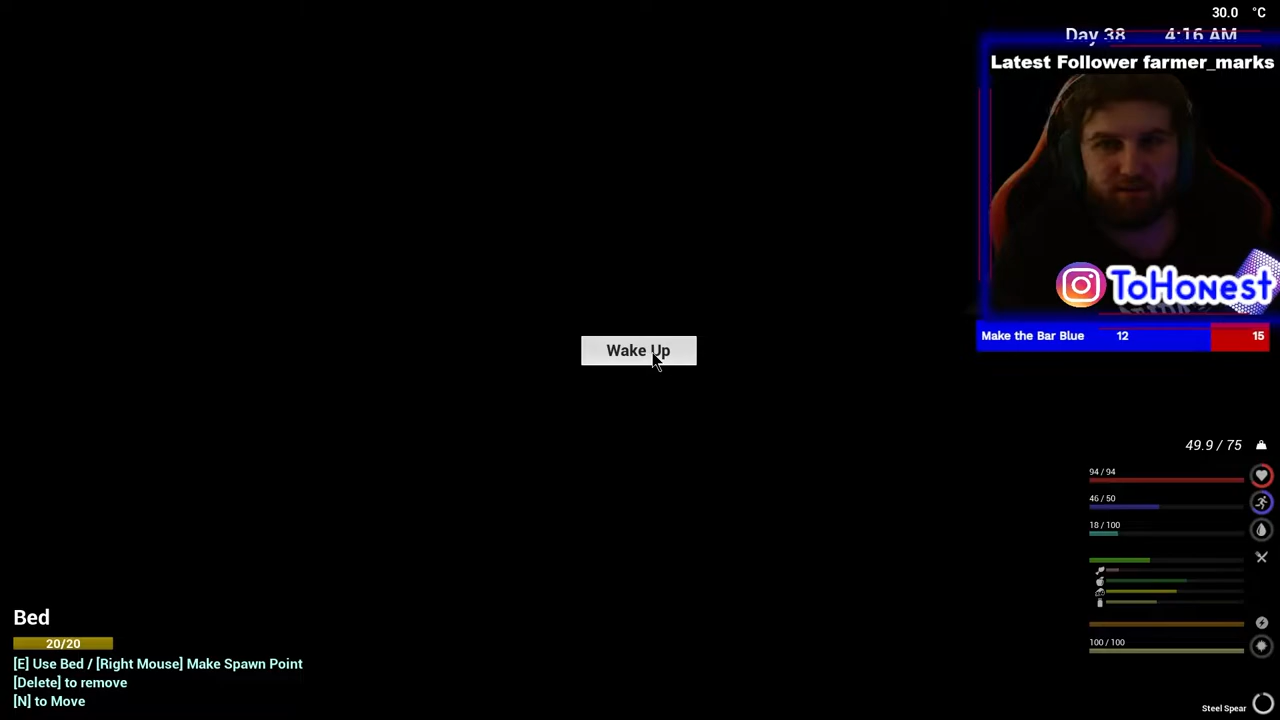 30.0 °C
Day 38 4:16 AM
Latest Follower farmer_marks
ToHonest
Make the Bar Blue 12 15
Wake Up
49.9 / 75
94 / 94
46 / 50
18 / 100
100 / 100
Bed
20/20
[E] Use Bed / [Right Mouse] Make Spawn Point
[Delete] to remove
[N] to Move
Steel Spear